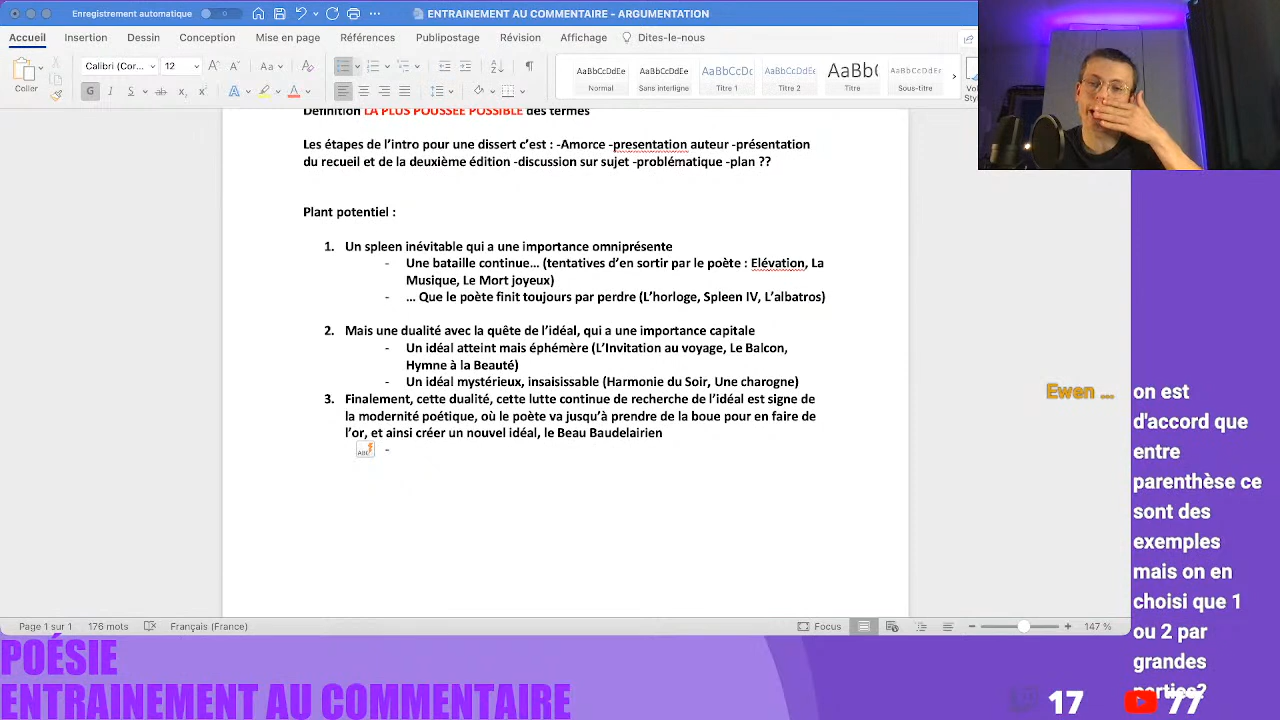 Enregistrement automatique
ENTRAINEMENT AU COMMENTAIRE - ARGUMENTATION
Accueil Insertion Dessin Conception Mise en page Références Publipostage Révision Affichage Dites-le-nous
Coller
Calibri (Cor... 12
G I S
AaBbCcDdEe AaBbCcDdEe AaBbCcDc AaBbCcDdEe AaBb( AaBbCcDdEe
Normal Sans interligne Titre 1 Titre 2 Titre Sous-titre
Définition LA PLUS POUSSEE POSSIBLE des termes
Les étapes de l'intro pour une dissert c'est : -Amorce -presentation auteur -présentation
du recueil et de la deuxième édition -discussion sur sujet -problématique -plan ??
Plant potentiel :
1. Un spleen inévitable qui a une importance omniprésente
- Une bataille continue… (tentatives d'en sortir par le poète : Elévation, La
Musique, Le Mort joyeux)
- … Que le poète finit toujours par perdre (L'horloge, Spleen IV, L'albatros)
2. Mais une dualité avec la quête de l'idéal, qui a une importance capitale
- Un idéal atteint mais éphémère (L'Invitation au voyage, Le Balcon,
Hymne à la Beauté)
- Un idéal mystérieux, insaisissable (Harmonie du Soir, Une charogne)
3. Finalement, cette dualité, cette lutte continue de recherche de l'idéal est signe de
la modernité poétique, où le poète va jusqu'à prendre de la boue pour en faire de
l'or, et ainsi créer un nouvel idéal, le Beau Baudelairien
-
Page 1 sur 1 176 mots Français (France) Focus 147 %
Ewen ... on est
d'accord que
entre
parenthèse ce
sont des
exemples
mais on en
choisi que 1
ou 2 par
grandes
parties?
17 77
POÉSIE
ENTRAINEMENT AU COMMENTAIRE